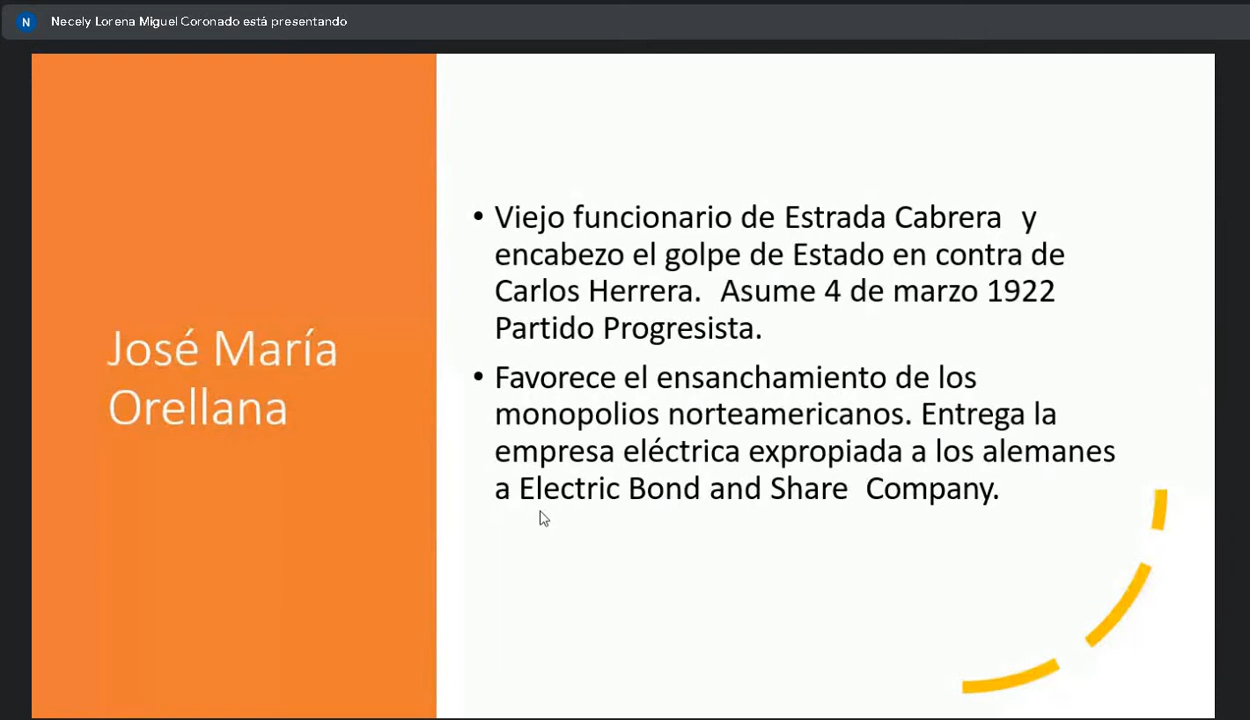 N Necely Lorena Miguel Coronado está presentando
José María
Orellana
• Viejo funcionario de Estrada Cabrera y
encabezo el golpe de Estado en contra de
Carlos Herrera. Asume 4 de marzo 1922
Partido Progresista.
• Favorece el ensanchamiento de los
monopolios norteamericanos. Entrega la
empresa eléctrica expropiada a los alemanes
a Electric Bond and Share Company.